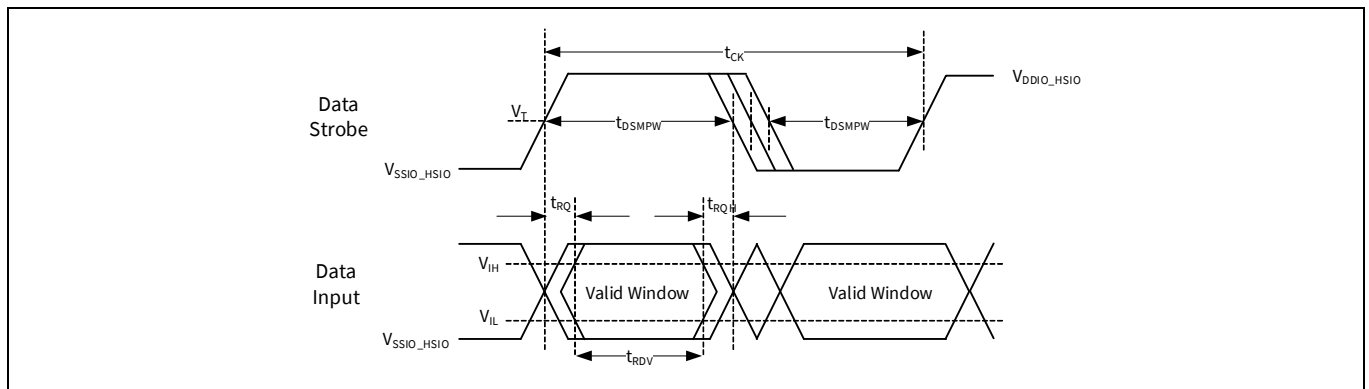 tCK
VDDIO_HSIO
Data
Strobe
VT
tDSMPW
tDSMPW
VSSIO_HSIO
tRQ
tRQH
Data
Input
VIH
Valid Window
Valid Window
VIL
VSSIO_HSIO
tRDV